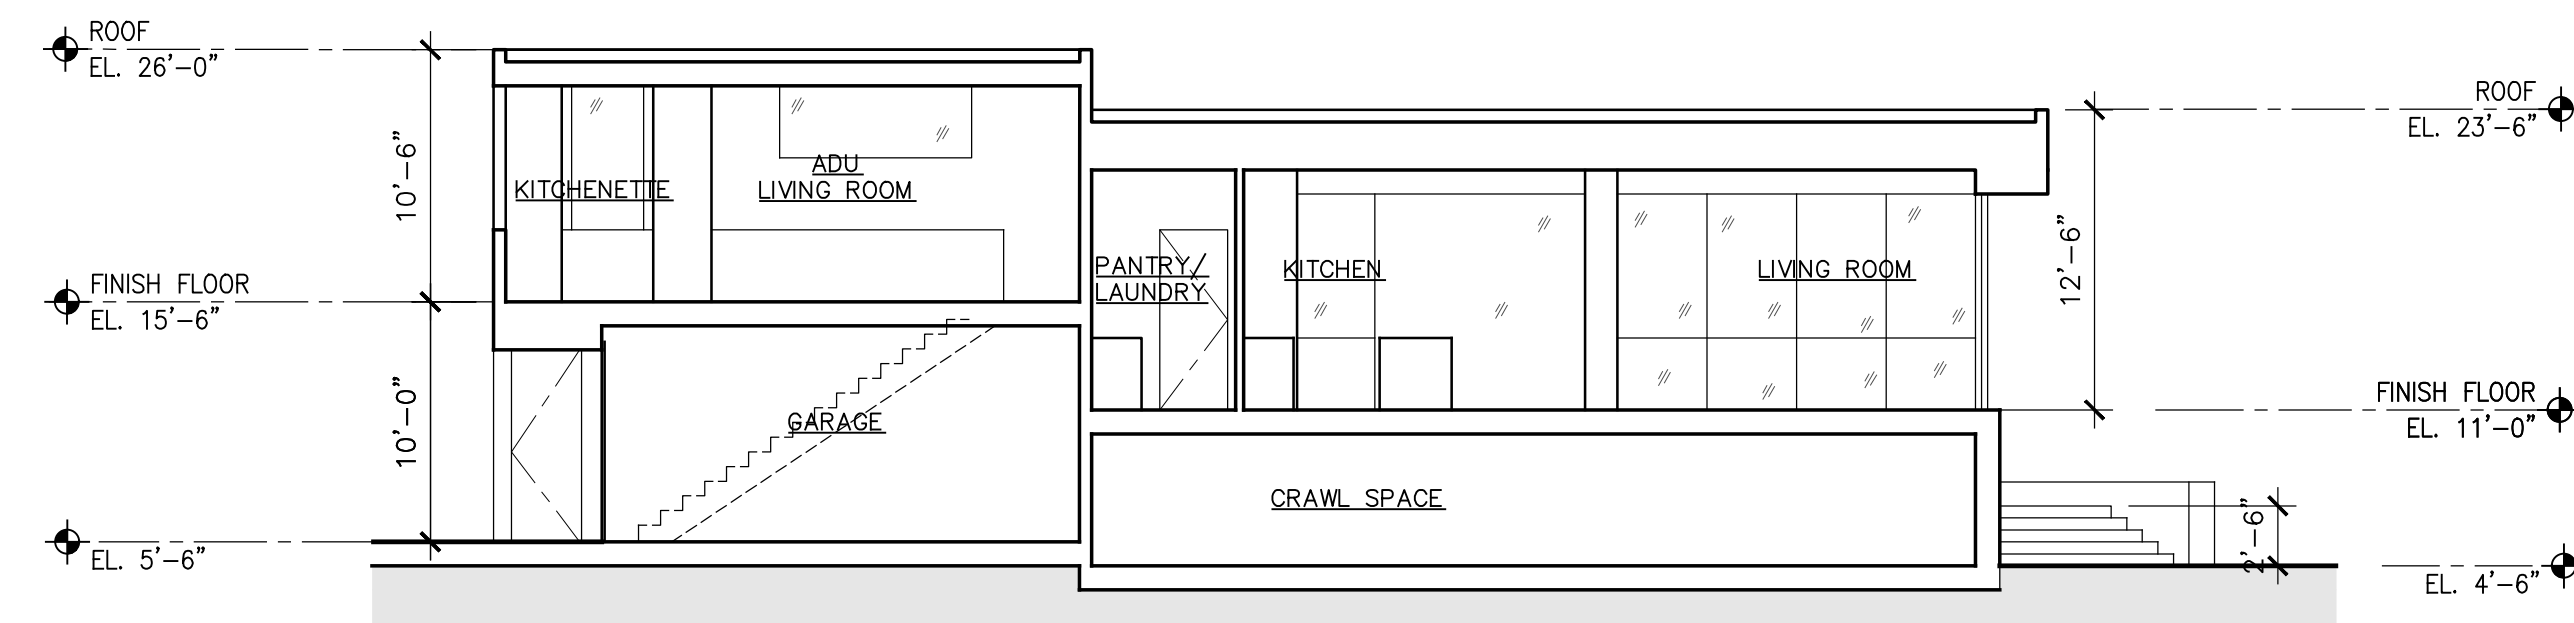 ROOF
EL. 26'-0"
10'-6"
FINISH FLOOR
EL. 15'-6"
10'-0"
EL. 5'-6"
KITCHENETTE
ADU
LIVING ROOM
GARAGE
PANTRY/
LAUNDRY
KITCHEN
LIVING ROOM
CRAWL SPACE
ROOF
EL. 23'-6"
12'-6"
FINISH FLOOR
EL. 11'-0"
2'-6"
EL. 4'-6"